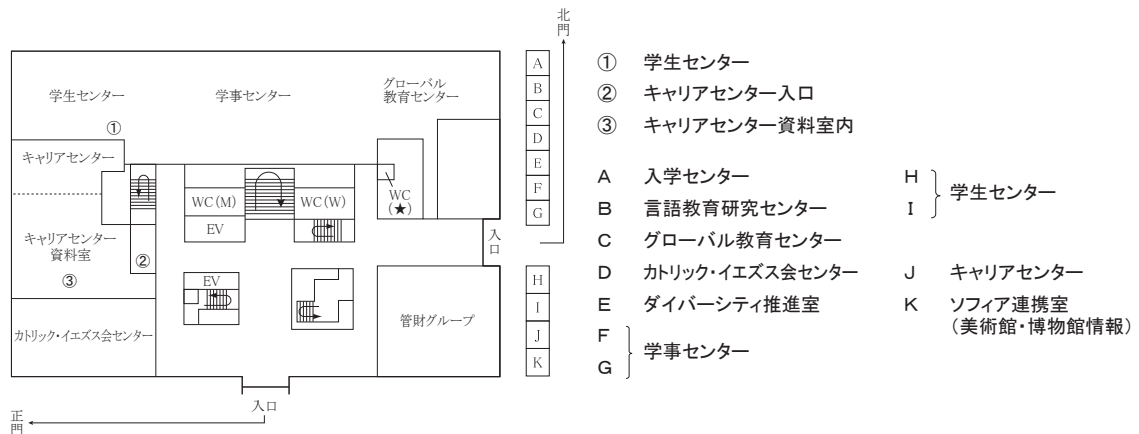 北門
学生センター
学事センター
グローバル
教育センター
①
キャリアセンター
WC(M)
WC(W)
WC
(★)
EV
キャリアセンター
資料室
②
③
入口
EV
カトリック・イエズス会センター
管財グループ
入口
正門
A
B
C
D
E
F
G
H
I
J
K
① 学生センター
② キャリアセンター入口
③ キャリアセンター資料室内
A 入学センター
B 言語教育研究センター
C グローバル教育センター
D カトリック・イエズス会センター
E ダイバーシティ推進室
F
G
学事センター
H
I
学生センター
J キャリアセンター
K ソフィア連携室
(美術館・博物館情報)